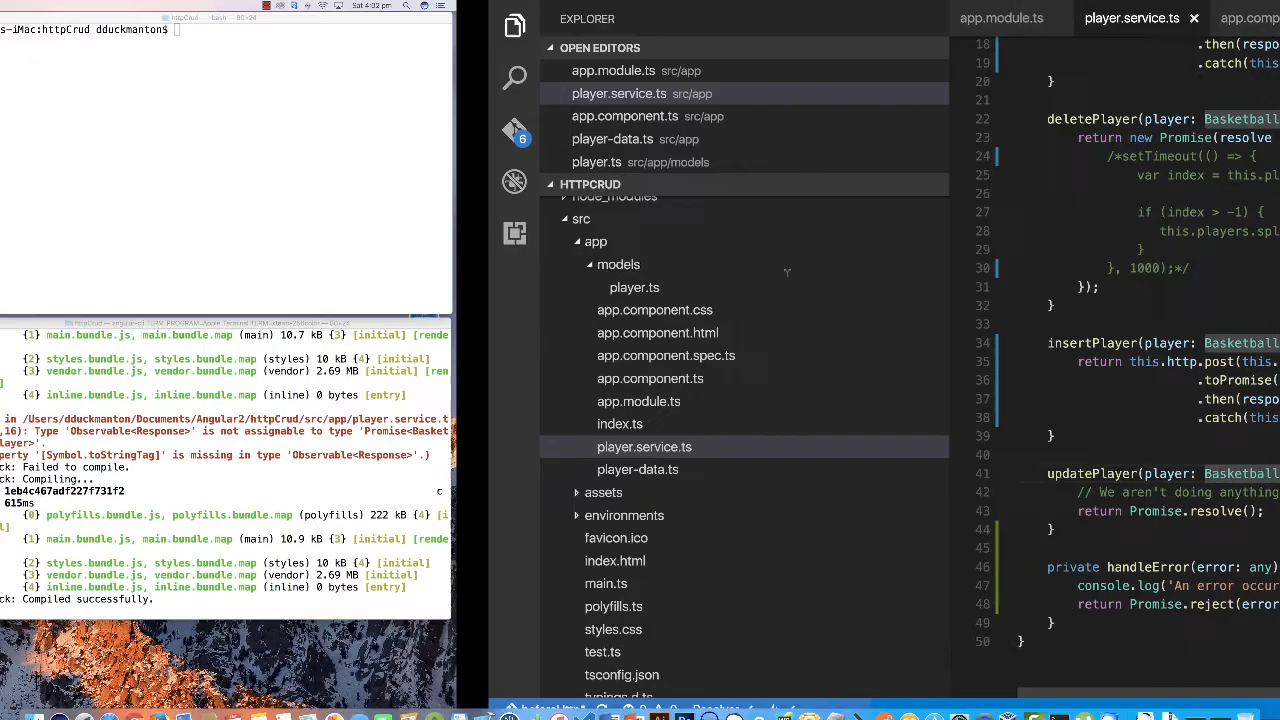 Sat 4:02 pm
httpCrud — bash — 80×24
s-iMac:httpCrud dduckmanton$
{1} main.bundle.js, main.bundle.map (main) 10.7 kB {3} [initial] [rende
{2} styles.bundle.js, styles.bundle.map (styles) 10 kB {4} [initial]
{3} vendor.bundle.js, vendor.bundle.map (vendor) 2.69 MB [initial] [ren
]
{4} inline.bundle.js, inline.bundle.map (inline) 0 bytes [entry]
in /Users/dduckmanton/Documents/Angular2/httpCrud/src/app/player.service.t
,16): Type 'Observable<Response>' is not assignable to type 'Promise<Basket
layer>'.
perty '[Symbol.toStringTag]' is missing in type 'Observable<Response>'.)
ck: Failed to compile.
ck: Compiling...
1eb4c467adf227f731f2 c
615ms
{0} polyfills.bundle.js, polyfills.bundle.map (polyfills) 222 kB {4} [i
l]
{1} main.bundle.js, main.bundle.map (main) 10.9 kB {3} [initial] [rende
{2} styles.bundle.js, styles.bundle.map (styles) 10 kB {4} [initial]
{3} vendor.bundle.js, vendor.bundle.map (vendor) 2.69 MB [initial]
{4} inline.bundle.js, inline.bundle.map (inline) 0 bytes [entry]
ck: Compiled successfully.
6
EXPLORER
OPEN EDITORS
app.module.ts src/app
player.service.ts src/app
app.component.ts src/app
player-data.ts src/app
player.ts src/app/models
HTTPCRUD
node_modules
src
app
models
player.ts
app.component.css
app.component.html
app.component.spec.ts
app.component.ts
app.module.ts
index.ts
player.service.ts
player-data.ts
assets
environments
favicon.ico
index.html
main.ts
polyfills.ts
styles.css
test.ts
tsconfig.json
typings.d.ts
app.module.ts player.service.ts × app.comp
18 .then(respo
19 .catch(this
20 }
21
22 deletePlayer(player: Basketball
23 return new Promise(resolve
24 /*setTimeout(() => {
25 var index = this.pl
26
27 if (index > -1) {
28 this.players.spl
29 }
30 }, 1000);*/
31 });
32 }
33
34 insertPlayer(player: Basketball
35 return this.http.post(this.
36 .toPromise(
37 .then(respo
38 .catch(this
39 }
40
41 updatePlayer(player: Basketball
42 // We aren't doing anything
43 return Promise.resolve();
44 }
45
46 private handleError(error: any)
47 console.log('An error occur
48 return Promise.reject(error
49 }
50 }